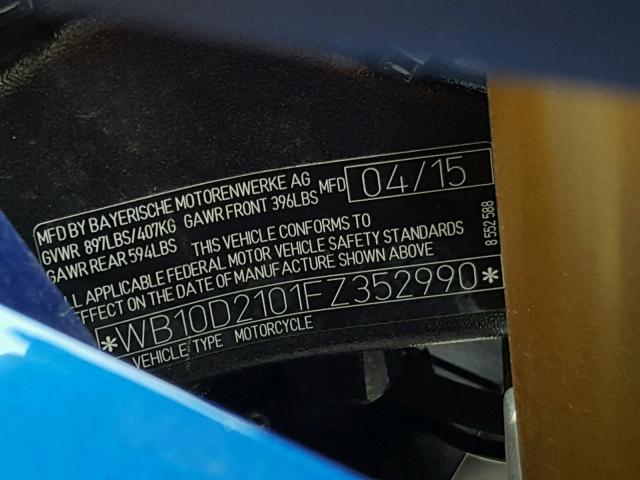 MFD BY BAYERISCHE MOTORENWERKE AG MFD 04/15
GVWR 897LBS/407KG GAWR FRONT 396LBS
GAWR REAR 594LBS THIS VEHICLE CONFORMS TO
ALL APPLICABLE FEDERAL MOTOR VEHICLE SAFETY STANDARDS
EFFECT ON THE DATE OF MANUFACTURE SHOWN ABOVE
*WB10D2101FZ352990*
VEHICLE TYPE MOTORCYCLE
8 552 588